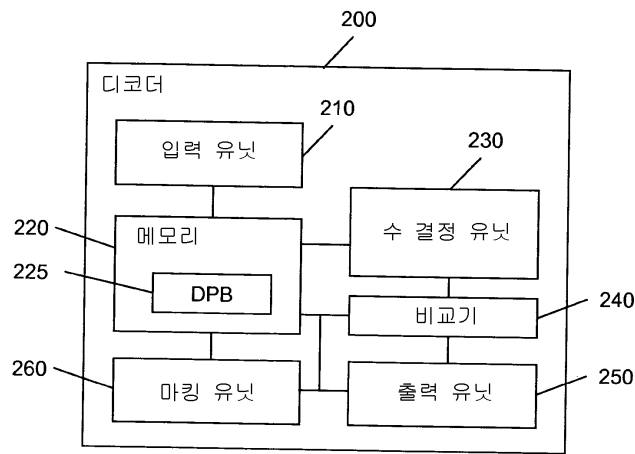 200
디코더
210
입력 유닛
230
220
메모리
수 결정 유닛
225
DPB
240
비교기
260
마킹 유닛
출력 유닛
250